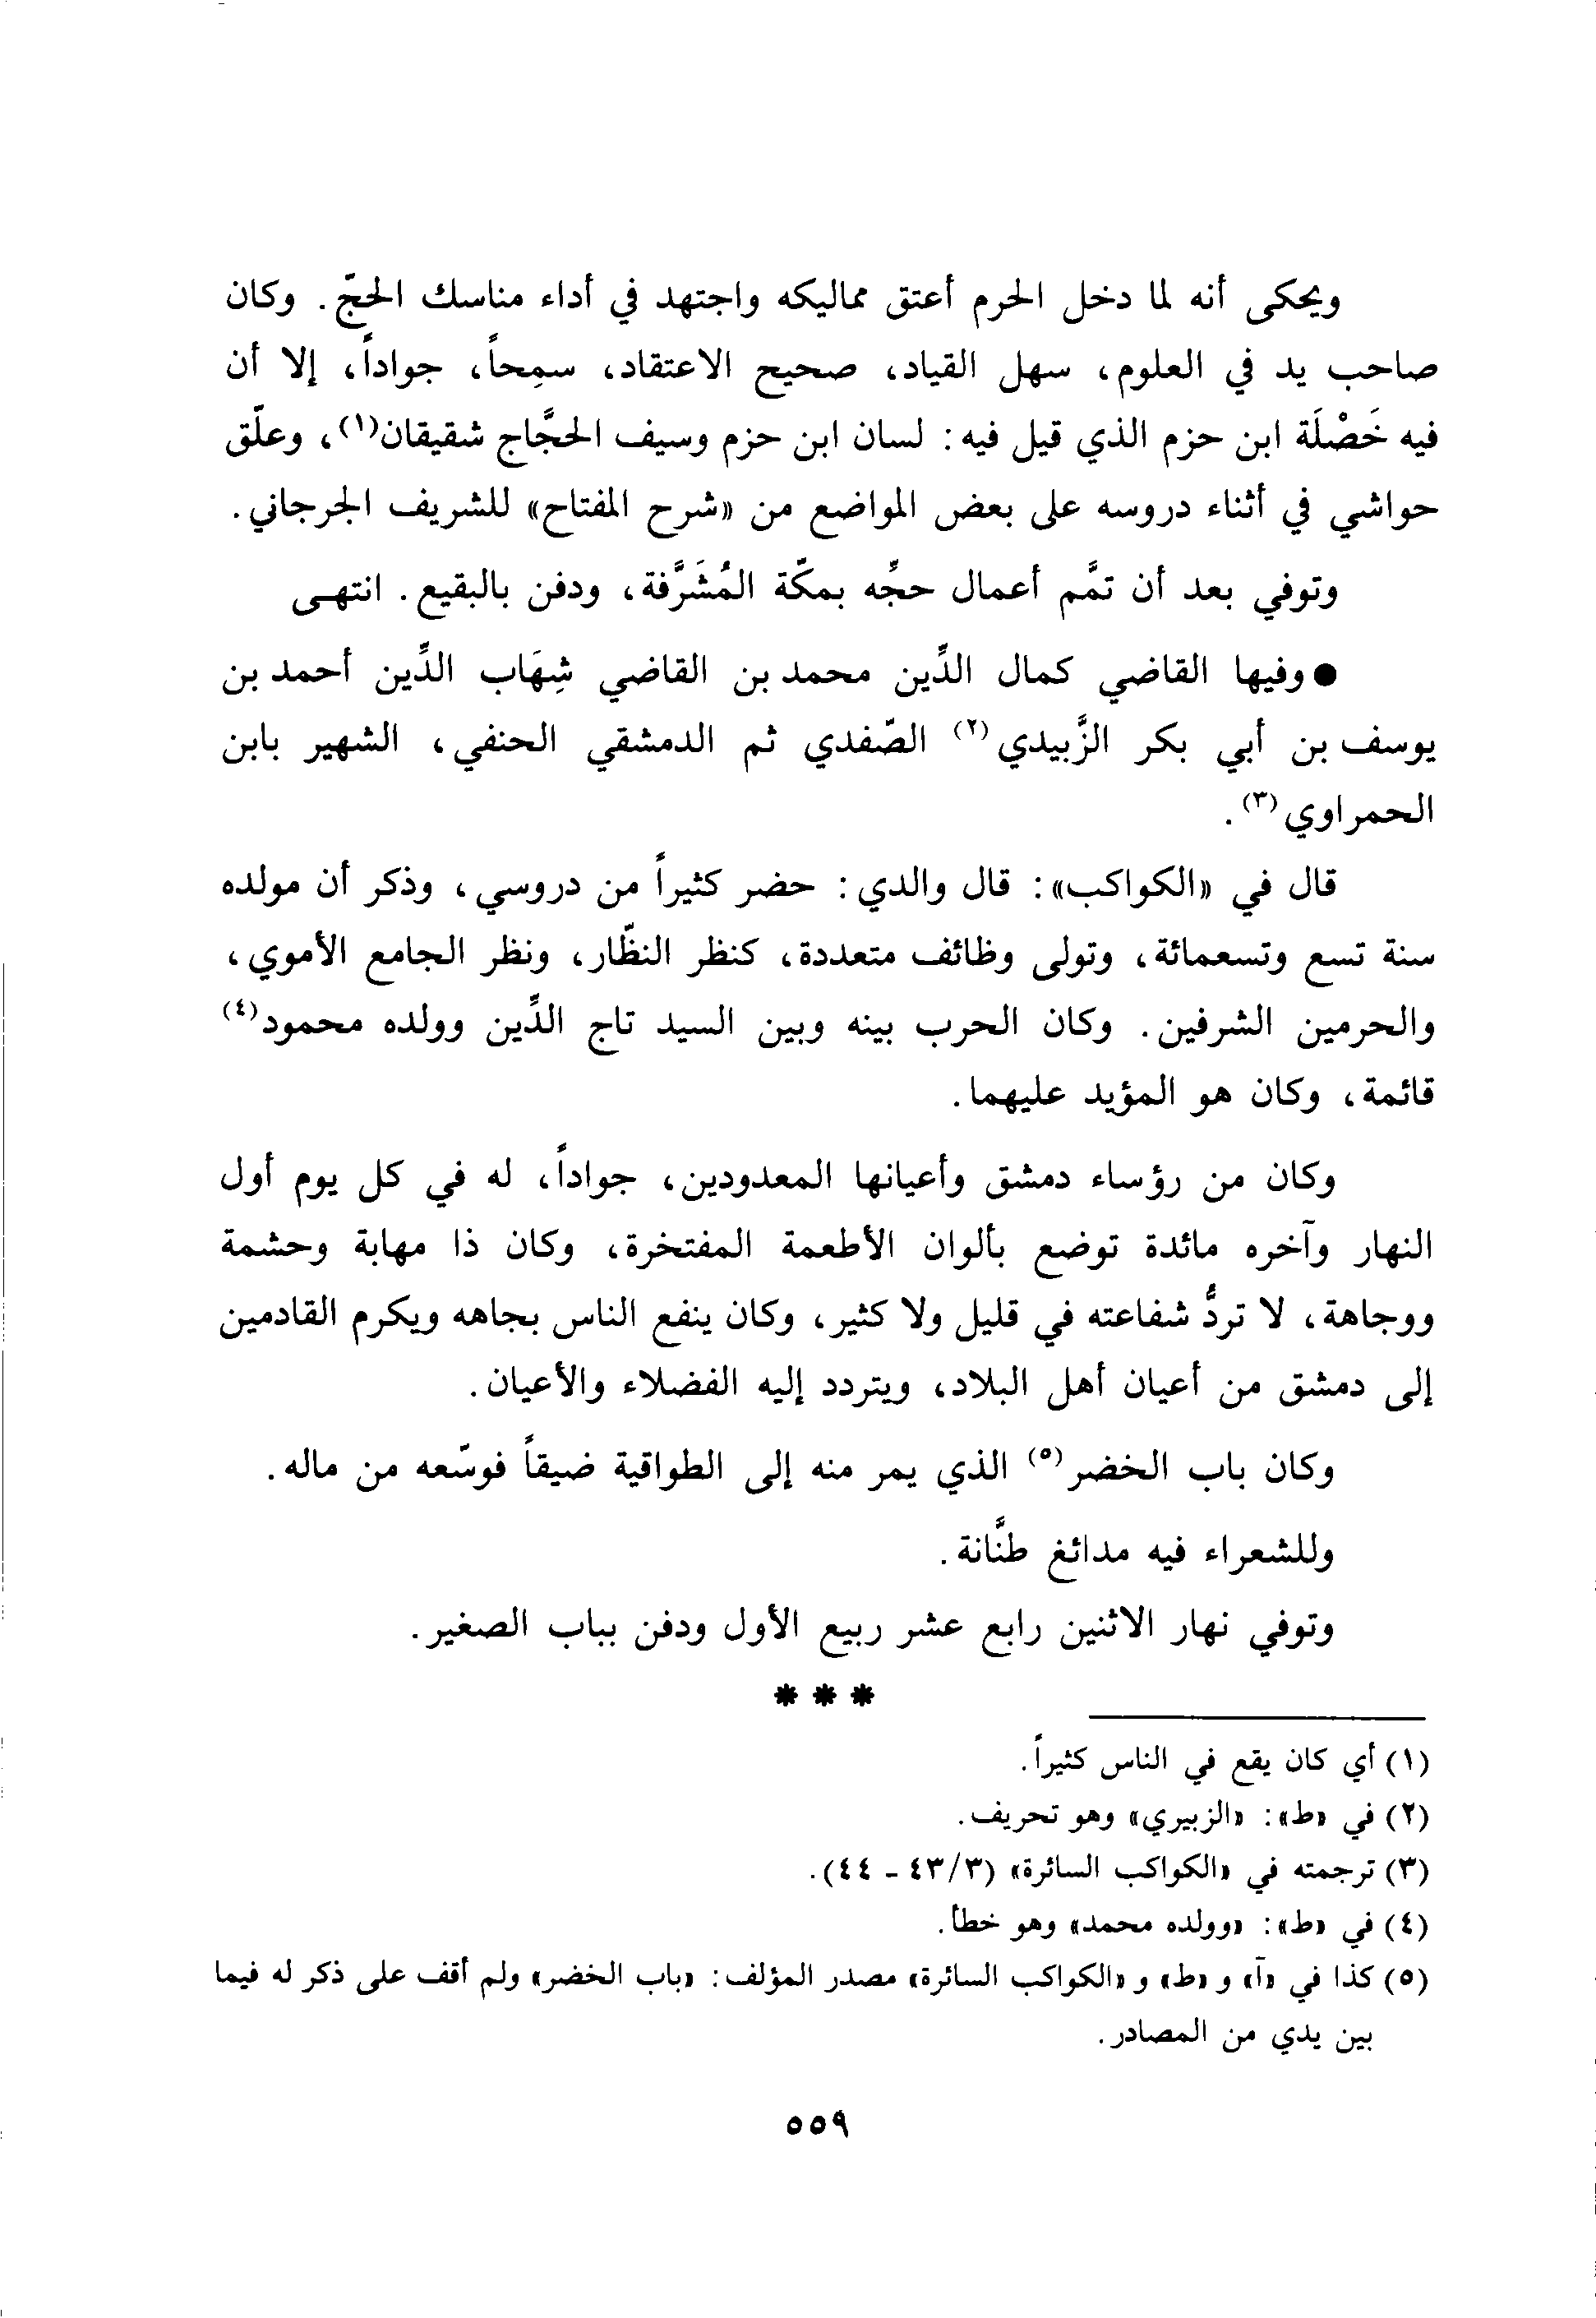 ويحكى أنه لما دخل الحرم أعتق مماليكه واجتهد في أداء مناسك الحجّ. وكان
صاحب يد في العلوم، سهل القياد، صحيح الاعتقاد، سمِحاً، جواداً، إلا أن
فيه خَصْلَة ابن حزم الذي قيل فيه: لسان ابن حزم وسيف الحجَّاج شقيقان(١)، وعلّق
حواشي في أثناء دروسه على بعض المواضع من «شرح المفتاح» للشريف الجرجاني.
وتوفي بعد أن تمَّم أعمال حجِّه بمكّة المُشَرَّفة، ودفن بالبقيع. انتهى
● وفيها القاضي كمال الدِّين محمد بن القاضي شِهَاب الدِّين أحمد بن
يوسف بن أبي بكر الزَّبيدي(٢) الصّفدي ثم الدمشقي الحنفي، الشهير بابن
الحمراوي(٣).
قال في «الكواكب»: قال والدي: حضر كثيراً من دروسي، وذكر أن مولده
سنة تسع وتسعمائة، وتولى وظائف متعددة، كنظر النظّار، ونظر الجامع الأموي،
والحرمين الشرفين. وكان الحرب بينه وبين السيد تاج الدِّين وولده محمود(٤)
قائمة، وكان هو المؤيد عليهما.
وكان من رؤساء دمشق وأعيانها المعدودين، جواداً، له في كل يوم أول
النهار وآخره مائدة توضع بألوان الأطعمة المفتخرة، وكان ذا مهابة وحشمة
ووجاهة، لا تردُّ شفاعته في قليل ولا كثير، وكان ينفع الناس بجاهه ويكرم القادمين
إلى دمشق من أعيان أهل البلاد، ويتردد إليه الفضلاء والأعيان.
وكان باب الخضر(٥) الذي يمر منه إلى الطواقية ضيقاً فوسّعه من ماله.
وللشعراء فيه مدائغ طنَّانة.
وتوفي نهار الاثنين رابع عشر ربيع الأول ودفن بباب الصغير.
* * *
(١) أي كان يقع في الناس كثيراً.
(٢) في «ط»: «الزبيري» وهو تحريف.
(٣) ترجمته في «الكواكب السائرة» (٤٣/٣ - ٤٤).
(٤) في «ط»: «وولده محمد» وهو خطأ.
(٥) كذا في «آ» و «ط» و «الكواكب السائرة» مصدر المؤلف: «باب الخضر» ولم أقف على ذكر له فيما
بين يدي من المصادر.
٥٥٩